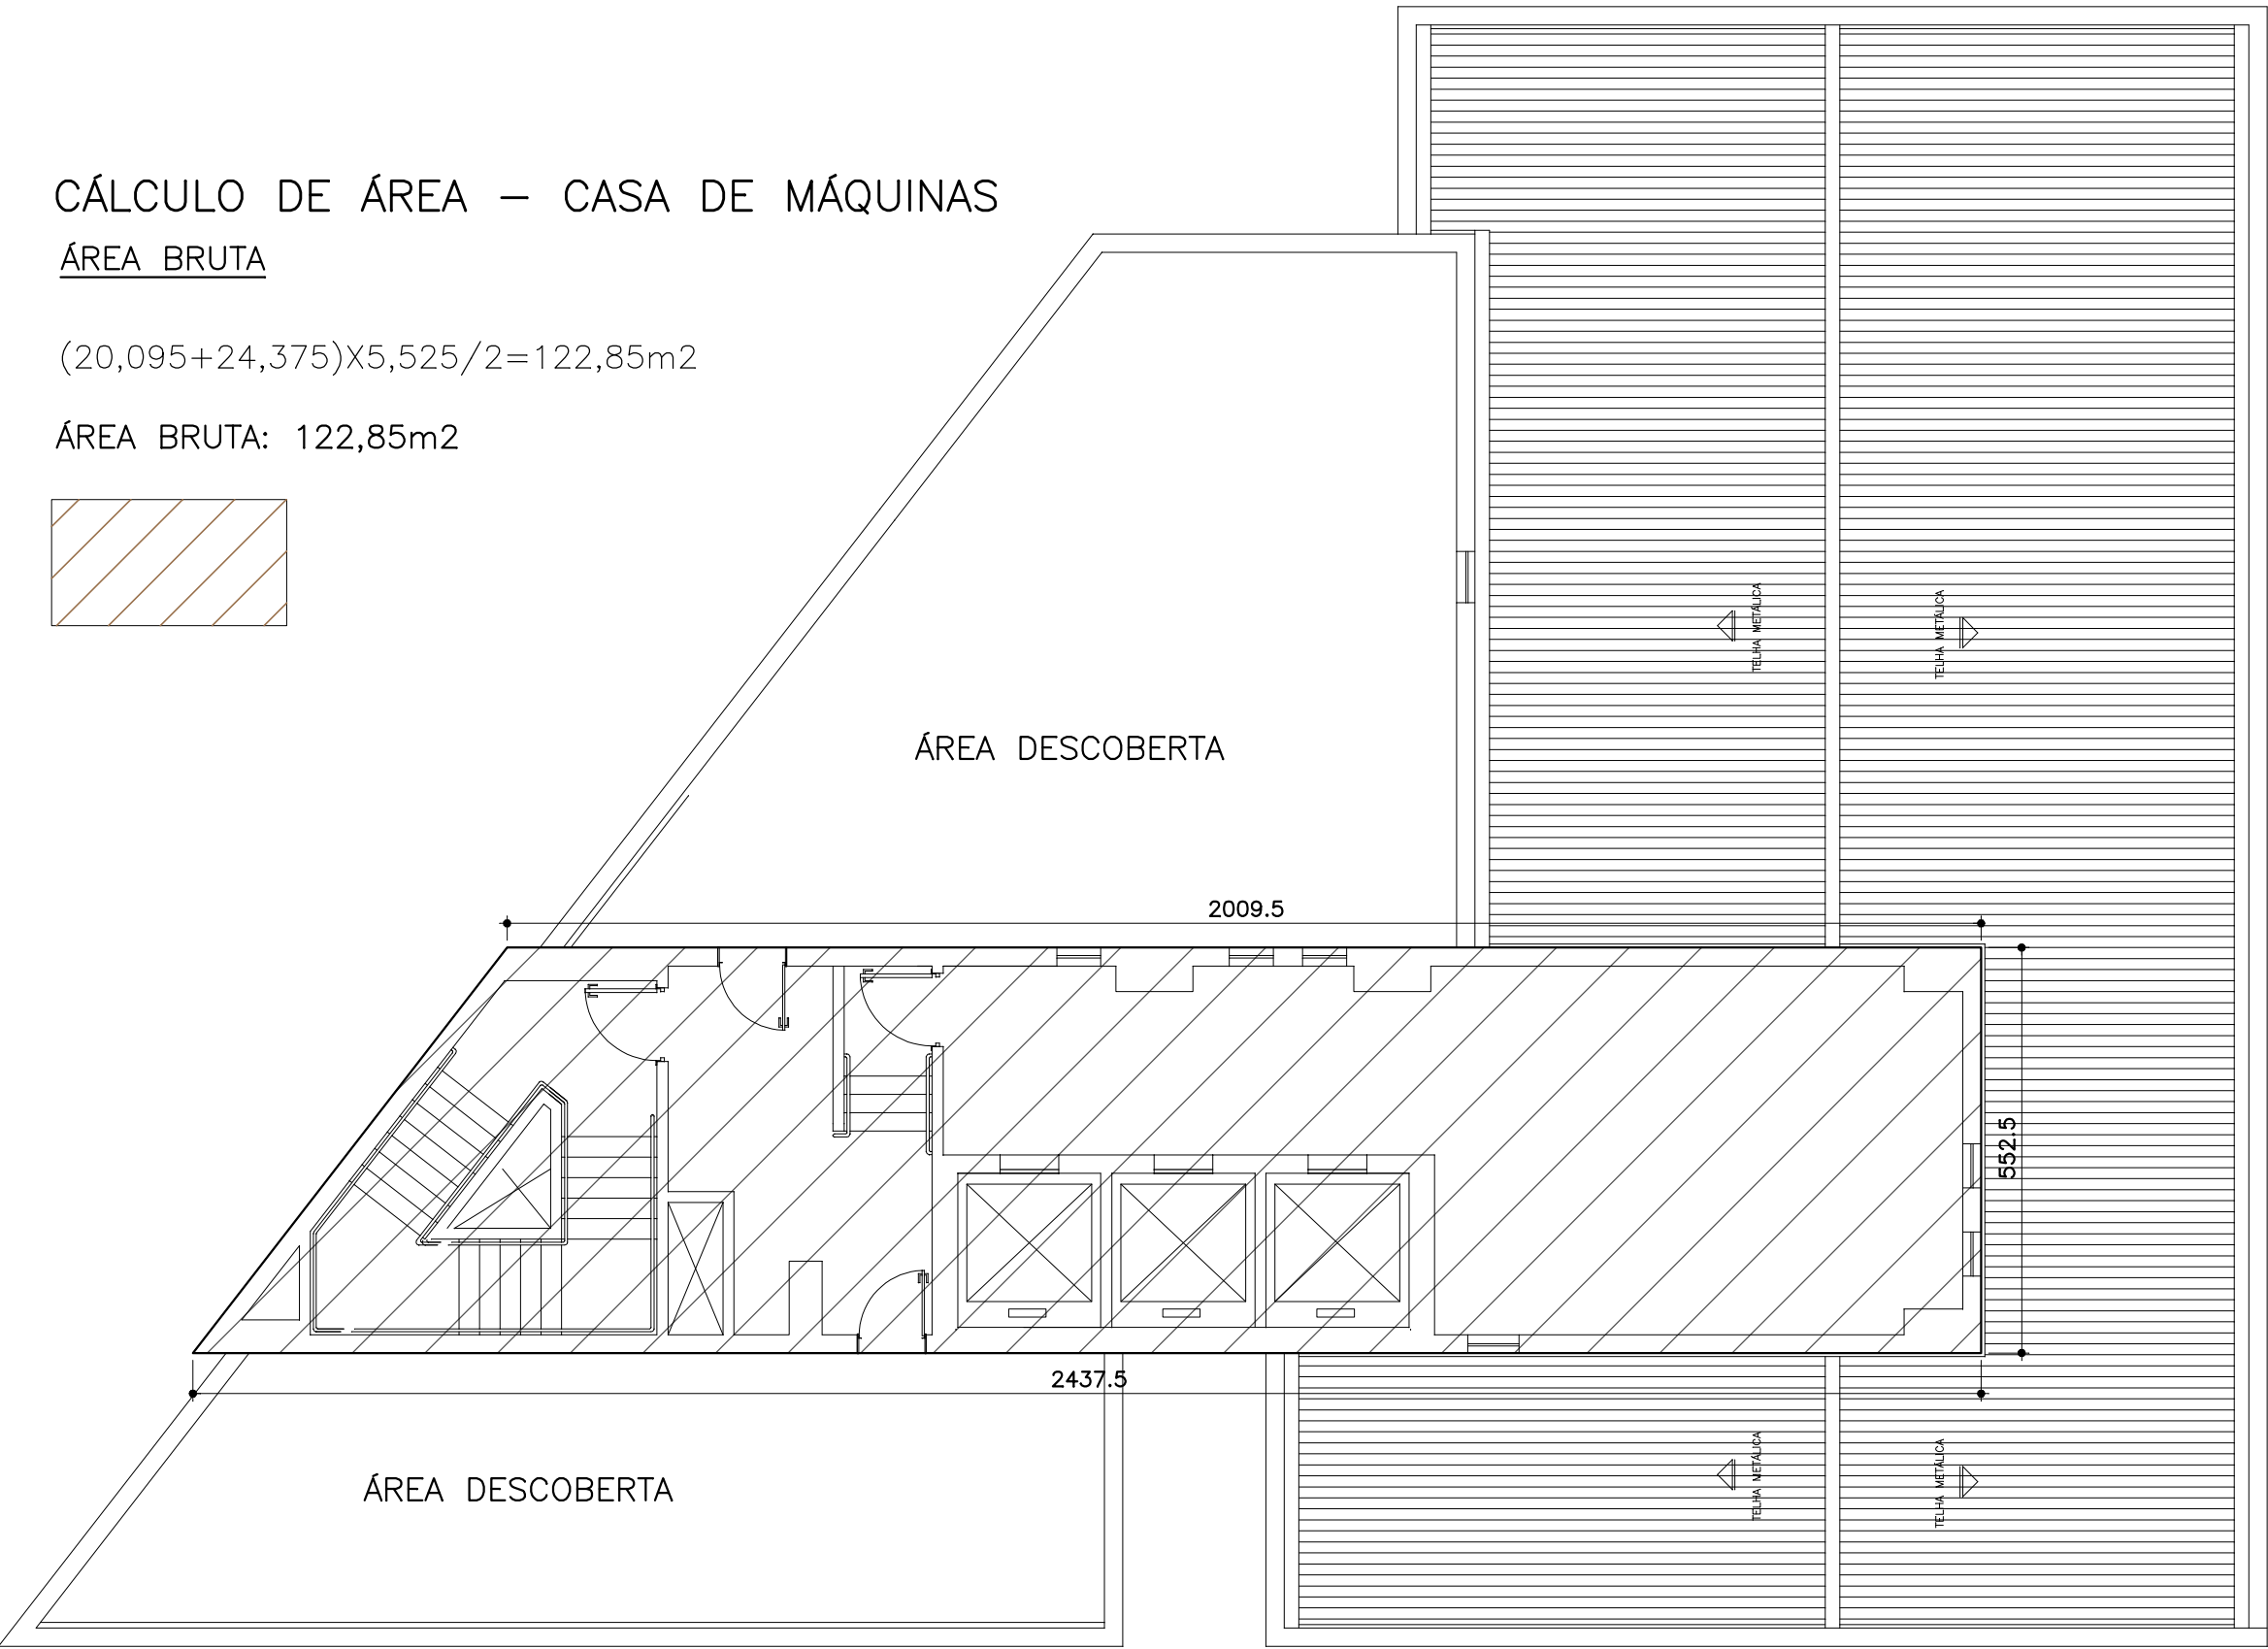 CÁLCULO DE ÁREA – CASA DE MÁQUINAS
ÁREA BRUTA
(20,095+24,375)X5,525/2=122,85m2
ÁREA BRUTA: 122,85m2
TELHA METÁLICA
TELHA METÁLICA
ÁREA DESCOBERTA
2009.5
552.5
2437.5
TELHA METÁLICA
TELHA METÁLICA
ÁREA DESCOBERTA